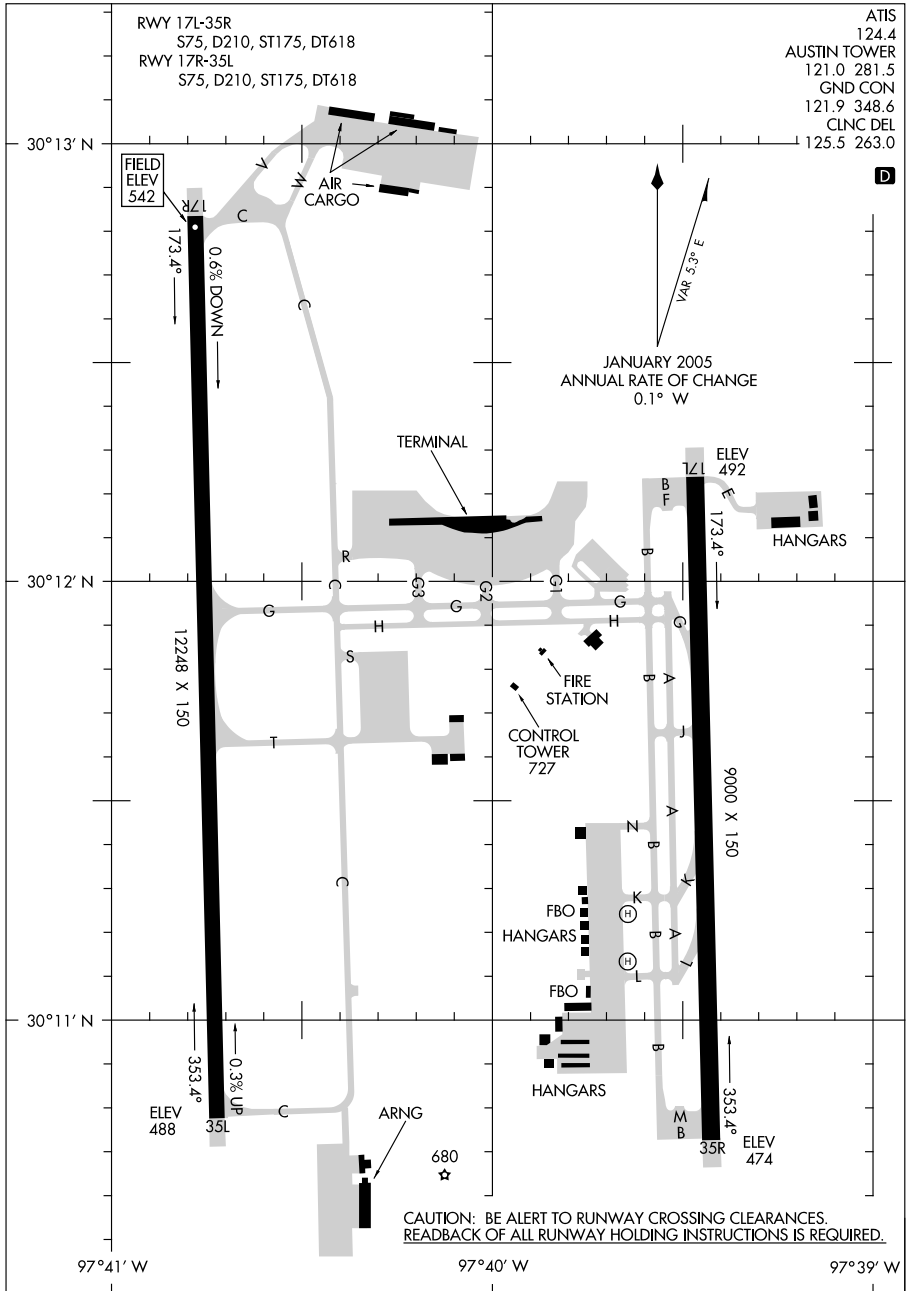 RWY 17L-35R
S75, D210, ST175, DT618
RWY 17R-35L
S75, D210, ST175, DT618
ATIS
124.4
AUSTIN TOWER
121.0 281.5
GND CON
121.9 348.6
CLNC DEL
125.5 263.0
D
30°13' N
FIELD
ELEV
542
17R
173.4°
0.6% DOWN
V
W
C
C
AIR
CARGO
VAR 5.3° E
JANUARY 2005
ANNUAL RATE OF CHANGE
0.1° W
TERMINAL
ELEV
492
17L
B
F
E
173.4°
HANGARS
B
R
30°12' N
C
G3
G2
G1
G
G
G
G
H
H
S
T
12248 X 150
FIRE
STATION
CONTROL
TOWER
727
B
A
J
9000 X 150
A
N
B
K
K
C
FBO
H
HANGARS
B
A
H
L
L
FBO
30°11' N
B
HANGARS
353.4°
0.3% UP
353.4°
ELEV
488
35L
C
ARNG
M
B
35R
ELEV
474
680
CAUTION: BE ALERT TO RUNWAY CROSSING CLEARANCES.
READBACK OF ALL RUNWAY HOLDING INSTRUCTIONS IS REQUIRED.
97°41' W
97°40' W
97°39' W